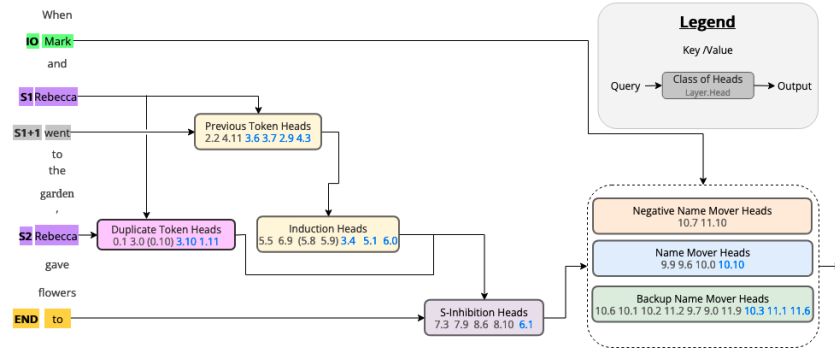 When
IO Mark
and
S1 Rebecca
S1+1 went
to
the
garden
,
S2 Rebecca
gave
flowers
END to
Previous Token Heads
2.2 4.11 3.6 3.7 2.9 4.3
Duplicate Token Heads
0.1 3.0 (0.10) 3.10 1.11
Induction Heads
5.5 6.9 (5.8 5.9) 3.4 5.1 6.0
S-Inhibition Heads
7.3 7.9 8.6 8.10 6.1
Legend
Key /Value
Query
Class of Heads
Layer.Head
Output
Negative Name Mover Heads
10.7 11.10
Name Mover Heads
9.9 9.6 10.0 10.10
Backup Name Mover Heads
10.6 10.1 10.2 11.2 9.7 9.0 11.9 10.3 11.1 11.6